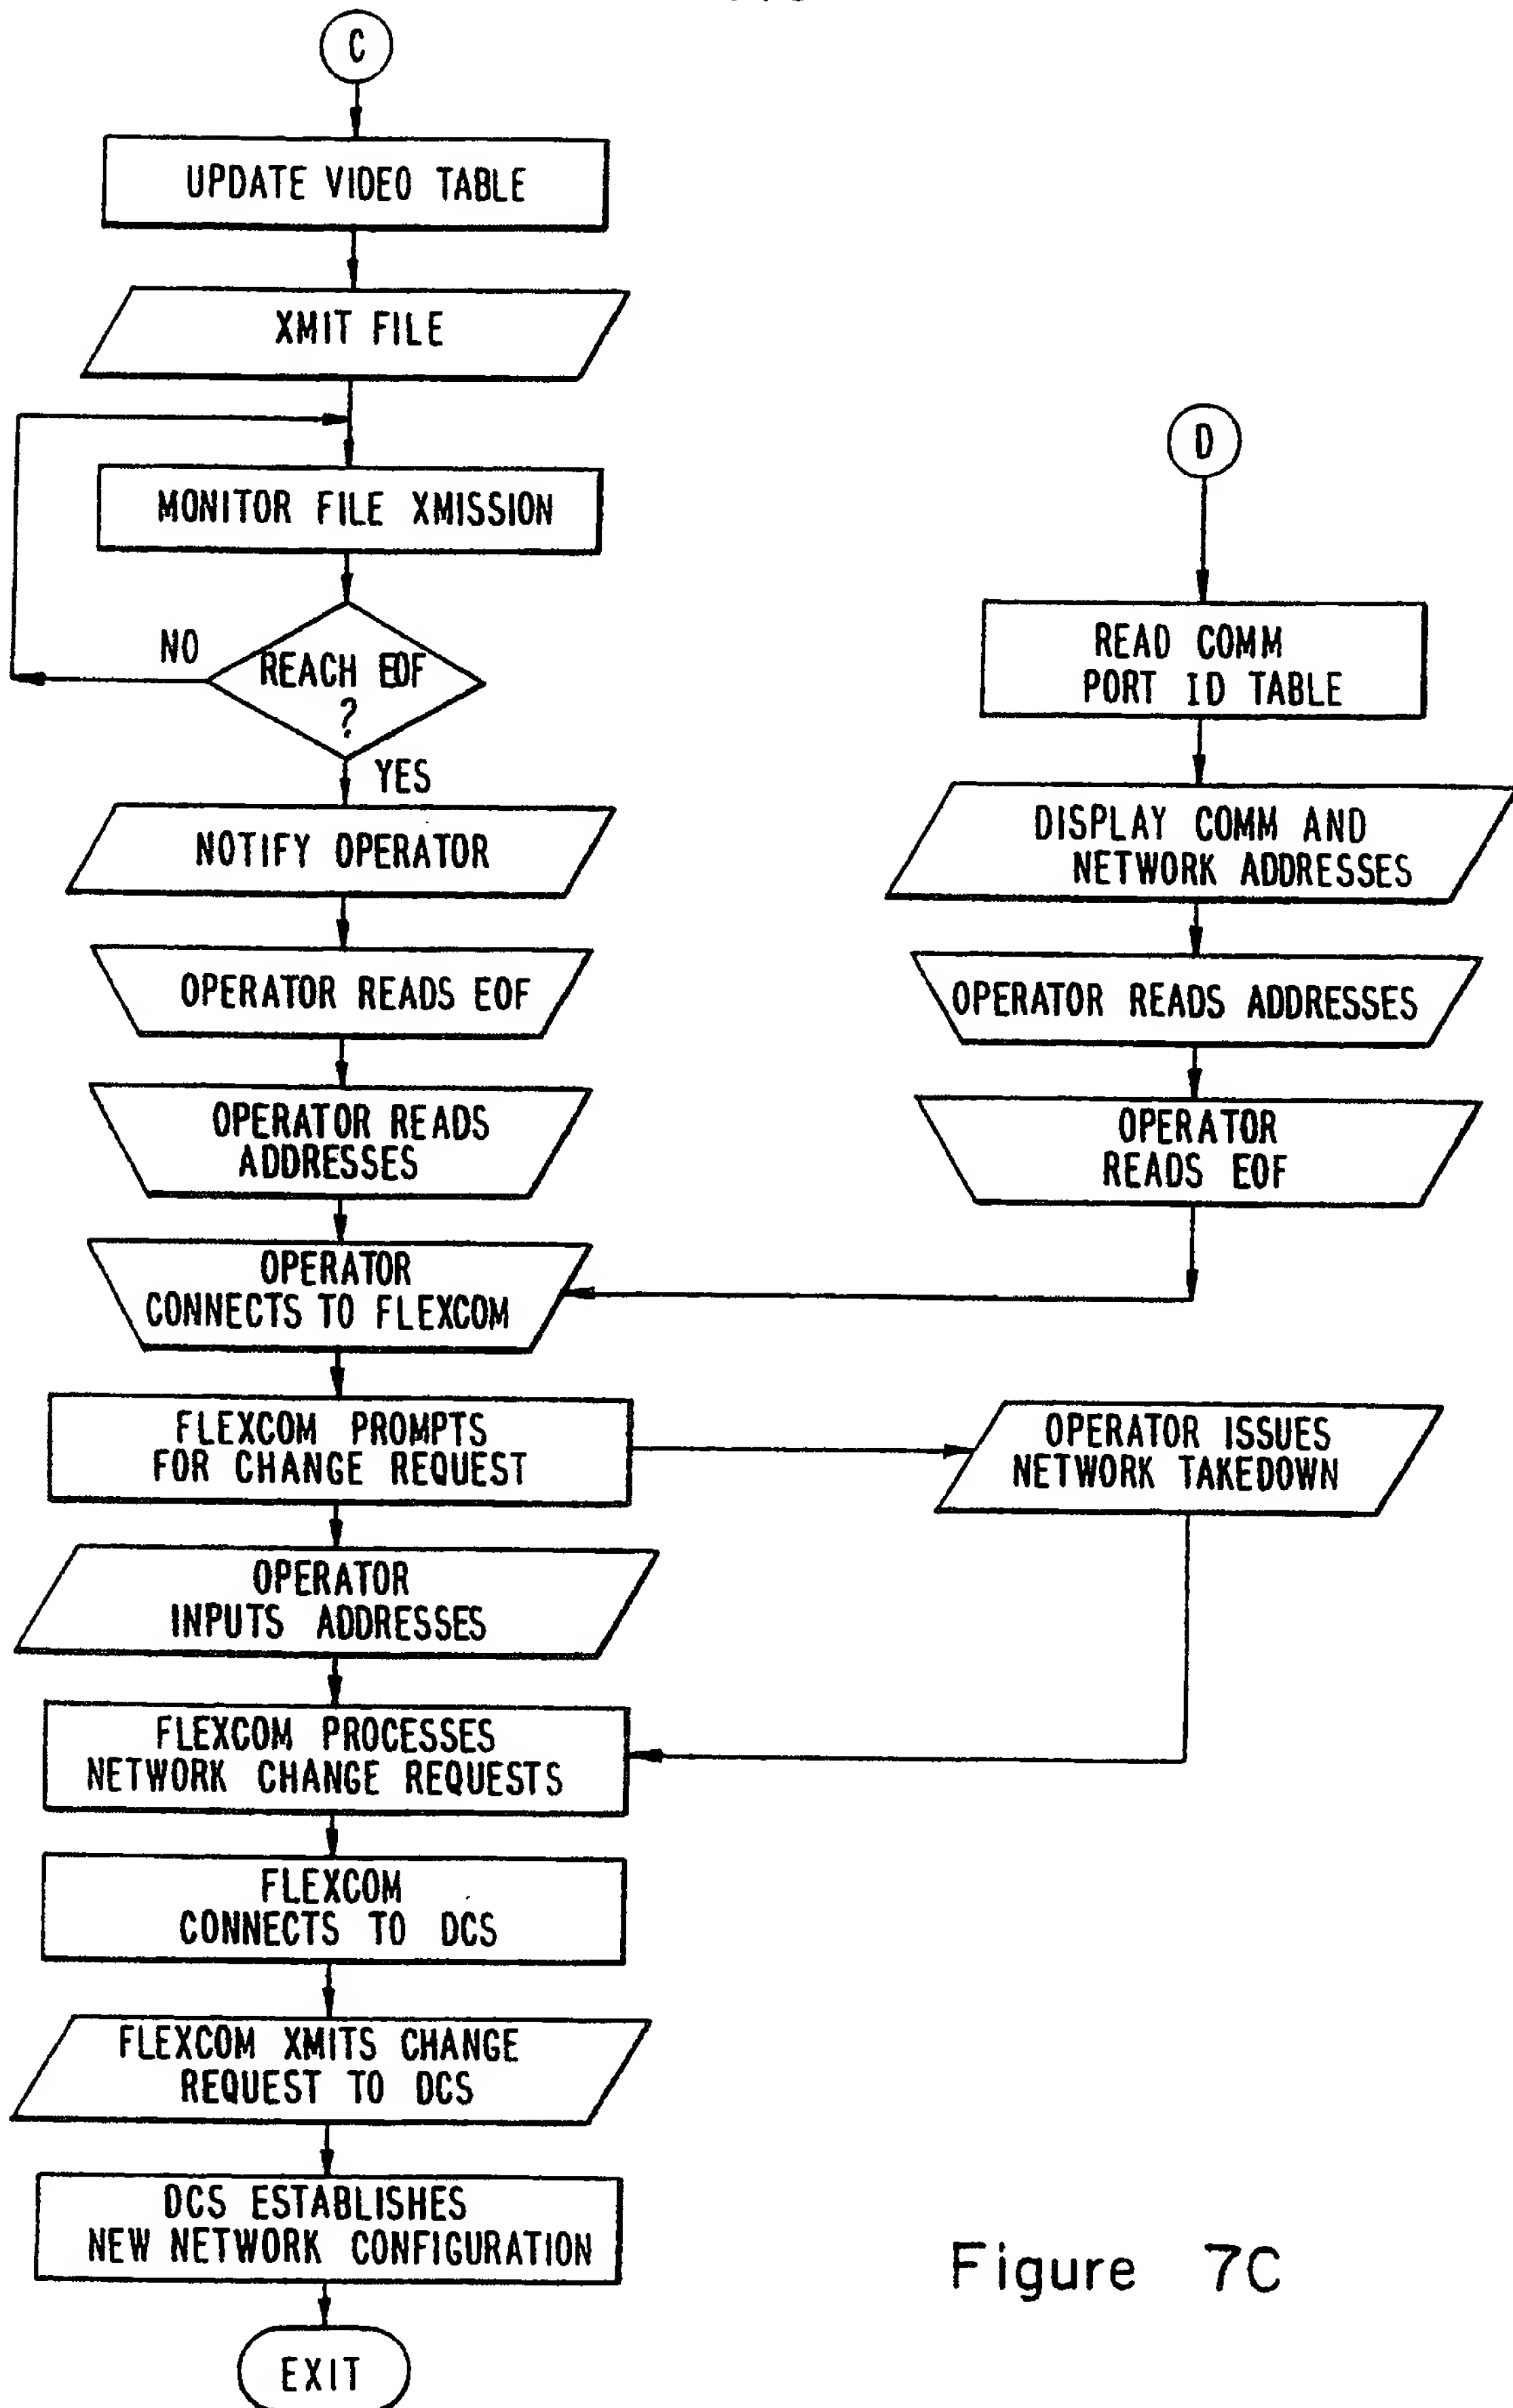 C
UPDATE VIDEO TABLE
XMIT FILE
MONITOR FILE XMISSION
NO
REACH EOF
?
YES
NOTIFY OPERATOR
OPERATOR READS EOF
OPERATOR READS
ADDRESSES
OPERATOR
CONNECTS TO FLEXCOM
FLEXCOM PROMPTS
FOR CHANGE REQUEST
OPERATOR
INPUTS ADDRESSES
FLEXCOM PROCESSES
NETWORK CHANGE REQUESTS
FLEXCOM
CONNECTS TO DCS
FLEXCOM XMITS CHANGE
REQUEST TO DCS
DCS ESTABLISHES
NEW NETWORK CONFIGURATION
EXIT
D
READ COMM
PORT ID TABLE
DISPLAY COMM AND
NETWORK ADDRESSES
OPERATOR READS ADDRESSES
OPERATOR
READS EOF
OPERATOR ISSUES
NETWORK TAKEDOWN
Figure 7C